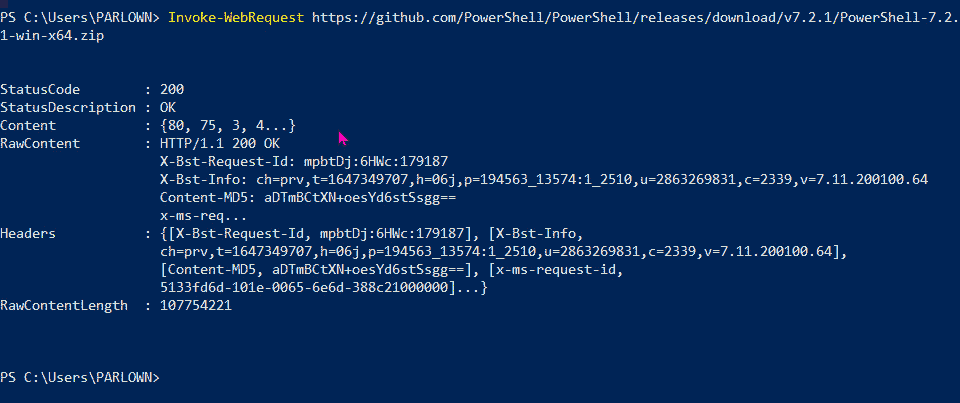 PS C:\Users\PARLOWN> Invoke-WebRequest https://github.com/PowerShell/PowerShell/releases/download/v7.2.1/PowerShell-7.2.
1-win-x64.zip
StatusCode        : 200
StatusDescription : OK
Content           : {80, 75, 3, 4...}
RawContent        : HTTP/1.1 200 OK
                    X-Bst-Request-Id: mpbtDj:6HWc:179187
                    X-Bst-Info: ch=prv,t=1647349707,h=06j,p=194563_13574:1_2510,u=2863269831,c=2339,v=7.11.200100.64
                    Content-MD5: aDTmBCtXN+oesYd6stSsgg==
                    x-ms-req...
Headers           : {[X-Bst-Request-Id, mpbtDj:6HWc:179187], [X-Bst-Info,
                    ch=prv,t=1647349707,h=06j,p=194563_13574:1_2510,u=2863269831,c=2339,v=7.11.200100.64],
                    [Content-MD5, aDTmBCtXN+oesYd6stSsgg==], [x-ms-request-id,
                    5133fd6d-101e-0065-6e6d-388c21000000]...}
RawContentLength  : 107754221
PS C:\Users\PARLOWN>